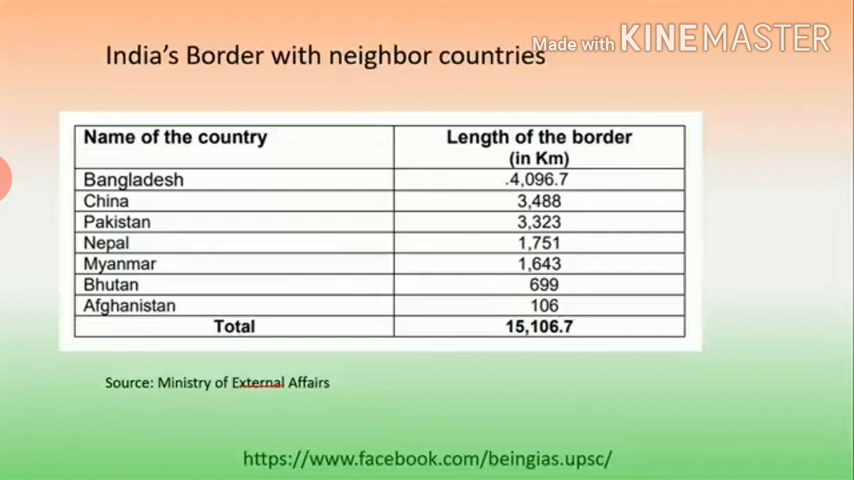 India's Border with neighbor countries
Made with KINEMASTER
Name of the country Length of the border
(in Km)
Bangladesh .4,096.7
China 3,488
Pakistan 3,323
Nepal 1,751
Myanmar 1,643
Bhutan 699
Afghanistan 106
Total 15,106.7
Source: Ministry of External Affairs
https://www.facebook.com/beingias.upsc/